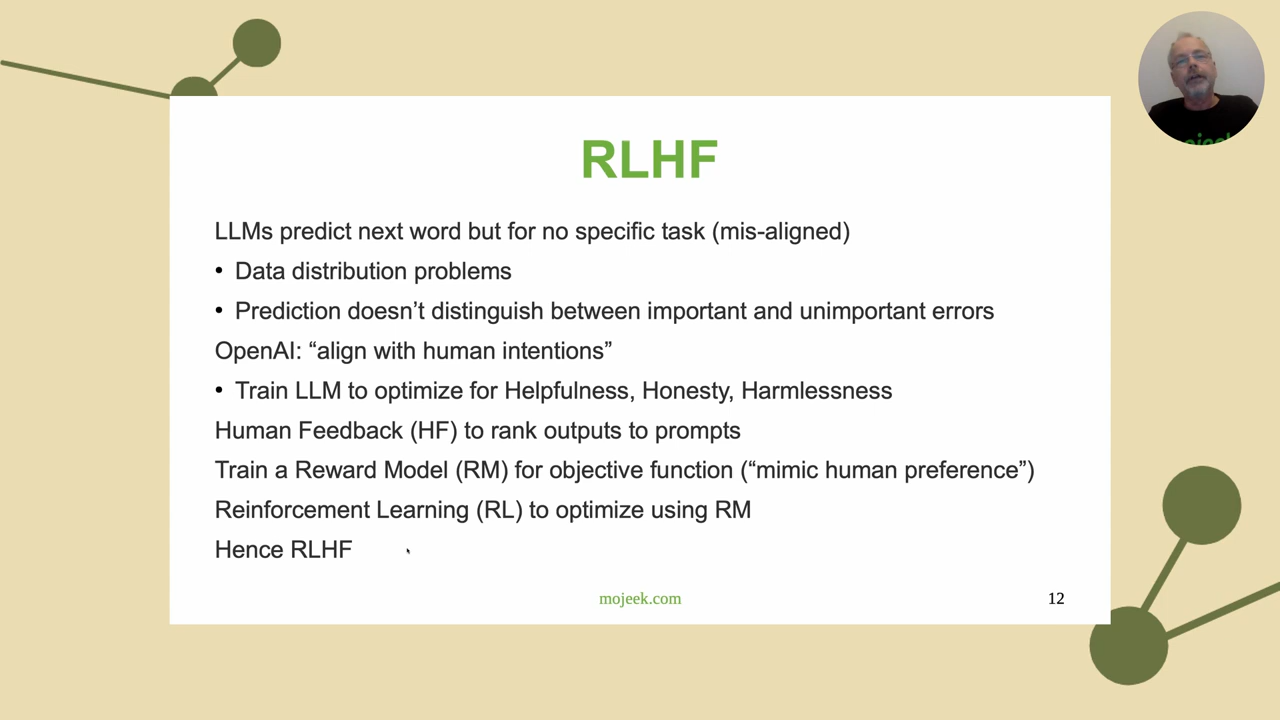 RLHF
LLMs predict next word but for no specific task (mis-aligned)
• Data distribution problems
• Prediction doesn’t distinguish between important and unimportant errors
OpenAI: “align with human intentions”
• Train LLM to optimize for Helpfulness, Honesty, Harmlessness
Human Feedback (HF) to rank outputs to prompts
Train a Reward Model (RM) for objective function (“mimic human preference”)
Reinforcement Learning (RL) to optimize using RM
Hence RLHF
mojeek.com
12